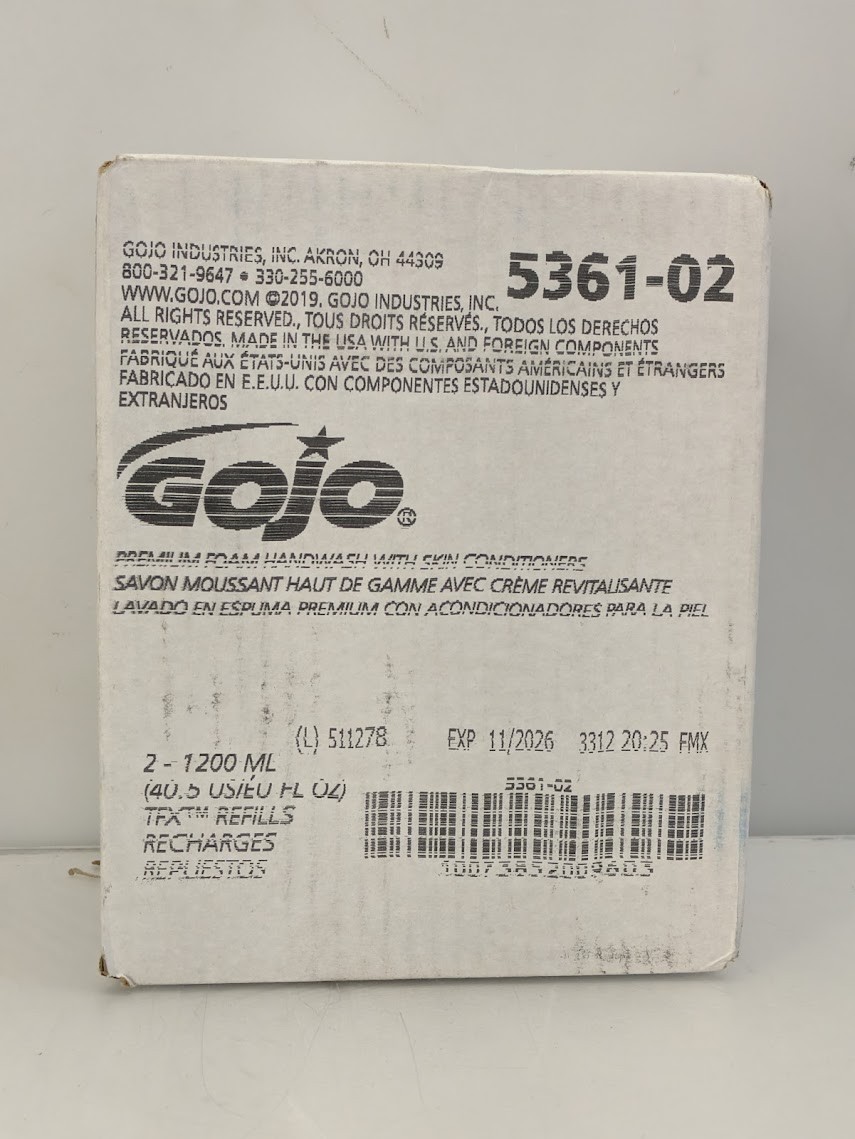 GOJO INDUSTRIES, INC. AKRON, OH 44309
800-321-9647 • 330-255-6000
5361-02
WWW.GOJO.COM ©2019. GOJO INDUSTRIES, INC.
ALL RIGHTS RESERVED., TOUS DROITS RÉSERVÉS., TODOS LOS DERECHOS
RESERVADOS. MADE IN THE USA WITH U.S. AND FOREIGN COMPONENTS
FABRIQUÉ AUX ÉTATS-UNIS AVEC DES COMPOSANTS AMÉRICAINS ET ÉTRANGERS
FABRICADO EN E.E.U.U. CON COMPONENTES ESTADOUNIDENSES Y
EXTRANJEROS
GOJO®
PREMIUM FOAM HANDWASH WITH SKIN CONDITIONERS
SAVON MOUSSANT HAUT DE GAMME AVEC CRÈME REVITALISANTE
LAVADO EN ESPUMA PREMIUM CON ACONDICIONADORES PARA LA PIEL
(L) 511278 EXP 11/2026 3312 20:25 FMX
2 - 1200 ML
(40.5 US/EU FL OZ)
TFX™ REFILLS
RECHARGES
REPUESTOS
5361-02
10073852009603